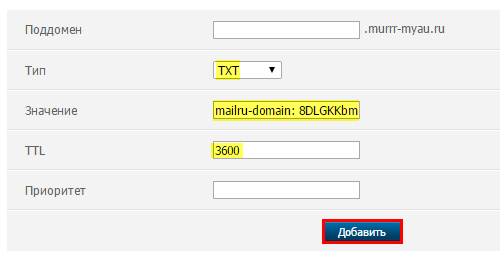 Поддомен .murrr-myau.ru
Тип TXT
Значение mailru-domain: 8DLGKKbm
TTL 3600
Приоритет
Добавить